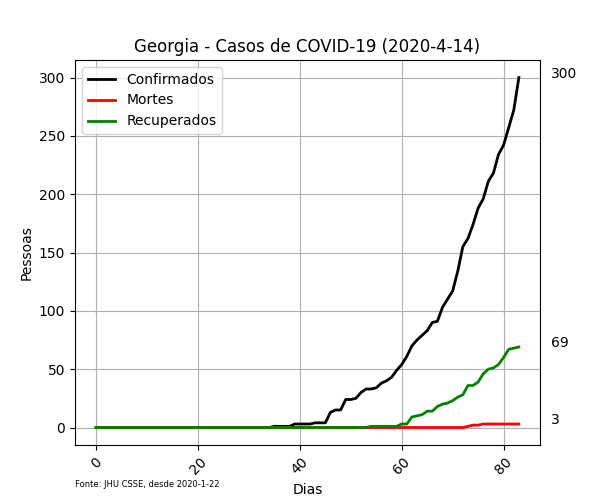 Georgia - Casos de COVID-19 (2020-4-14)
Confirmados
Mortes
Recuperados
300
250
200
150
100
50
0
Pessoas
300
69
3
0
20
40
60
80
Dias
Fonte: JHU CSSE, desde 2020-1-22